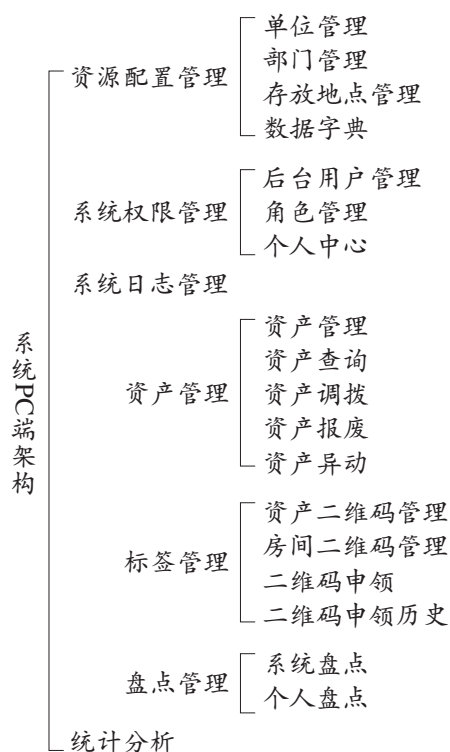 系统PC端架构
资源配置管理
单位管理
部门管理
存放地点管理
数据字典
系统权限管理
后台用户管理
角色管理
个人中心
系统日志管理
资产管理
资产管理
资产查询
资产调拨
资产报废
资产异动
标签管理
资产二维码管理
房间二维码管理
二维码申领
二维码申领历史
盘点管理
系统盘点
个人盘点
统计分析